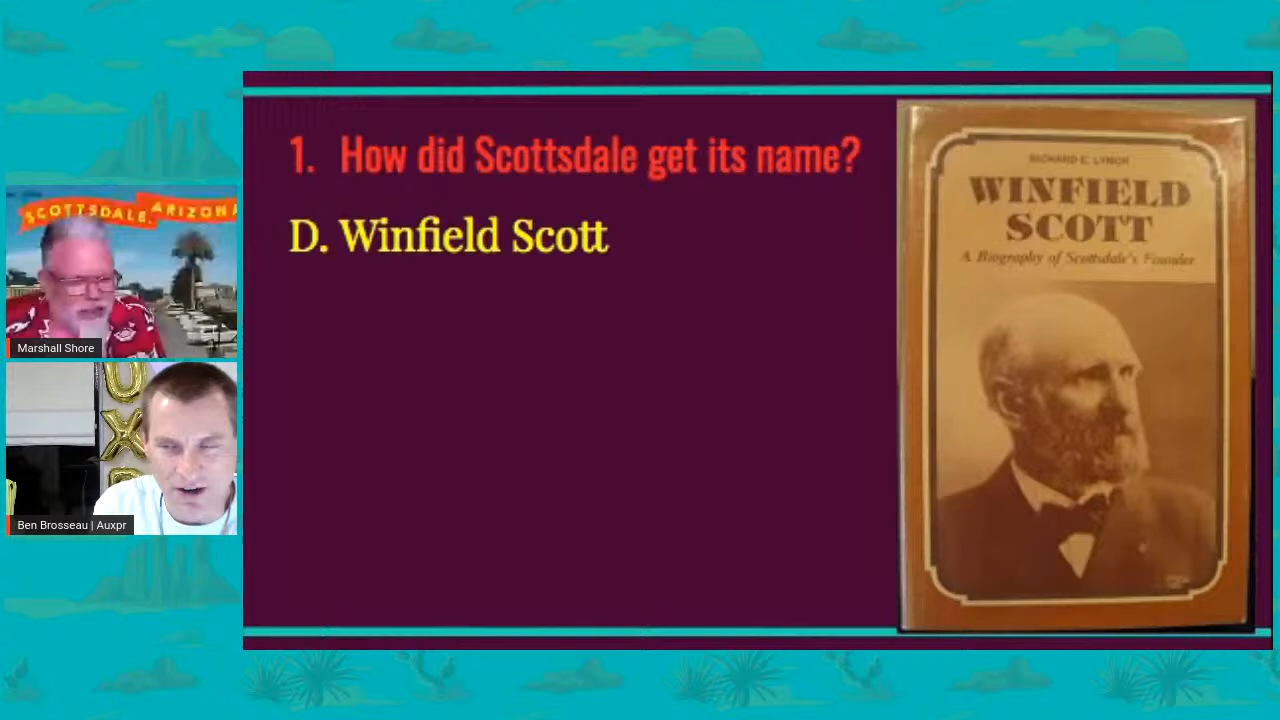 1. How did Scottsdale get its name?
D. Winfield Scott
RICHARD E. LYNCH
WINFIELD
SCOTT
A Biography of Scottsdale's Founder
SCOTTSDALE, ARIZONA
Marshall Shore
UX
Ben Brosseau | Auxpr